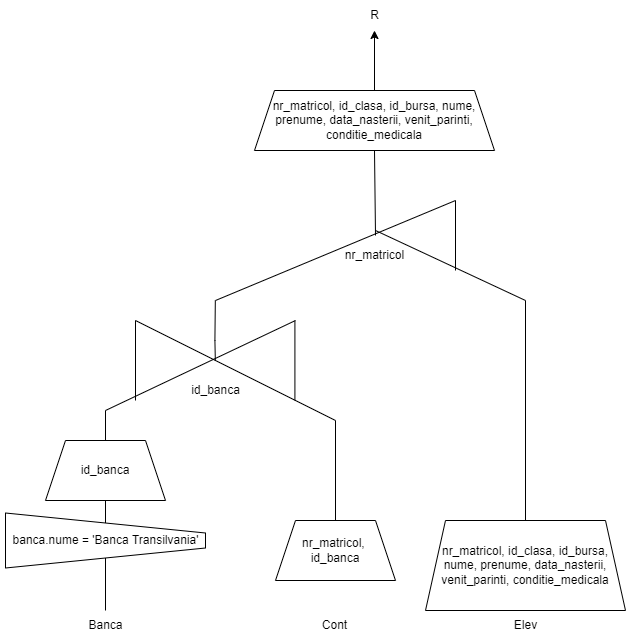 R
nr_matricol, id_clasa, id_bursa, nume,
prenume, data_nasterii, venit_parinti,
conditie_medicala
nr_matricol
id_banca
id_banca
banca.nume = 'Banca Transilvania'
nr_matricol,
id_banca
nr_matricol, id_clasa, id_bursa,
nume, prenume, data_nasterii,
venit_parinti, conditie_medicala
Banca
Cont
Elev